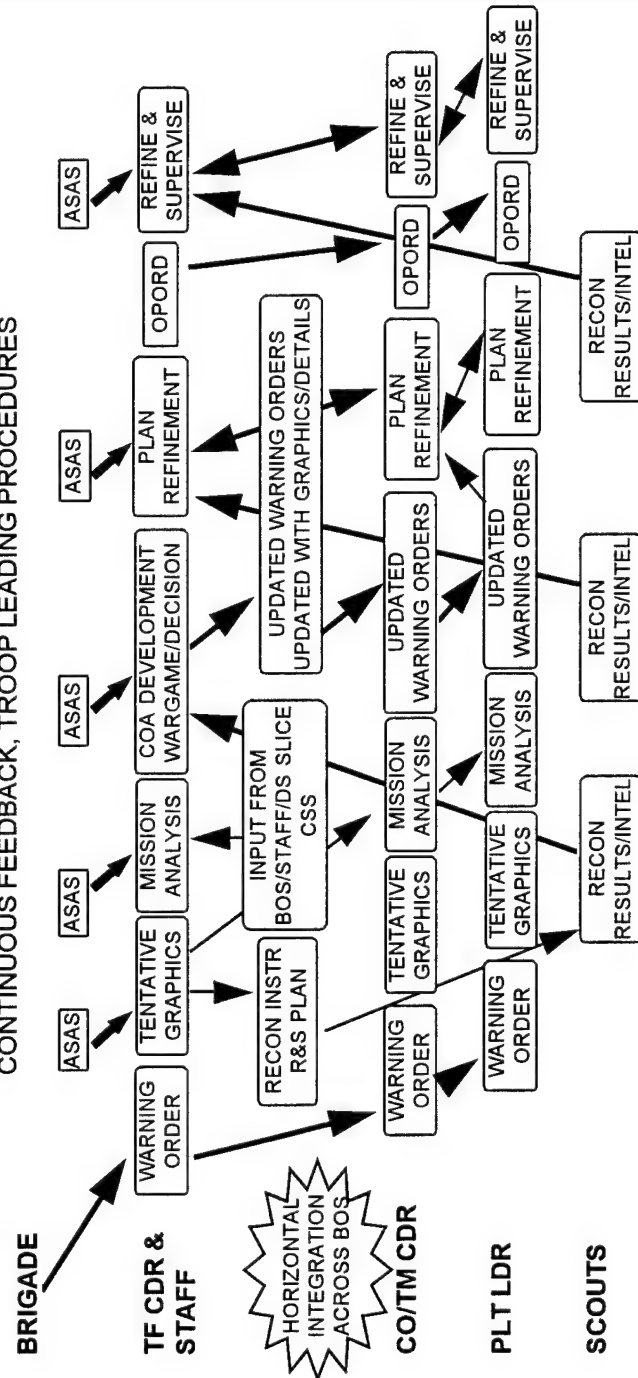 CONTINUOUS FEEDBACK, TROOP LEADING PROCEDURES
BRIGADE
ASAS
ASAS
ASAS
ASAS
ASAS
TF CDR &
STAFF
WARNING
ORDER
TENTATIVE
GRAPHICS
MISSION
ANALYSIS
COA DEVELOPMENT
WARGAME/DECISION
PLAN
REFINEMENT
OPORD
REFINE &
SUPERVISE
HORIZONTAL
INTEGRATION
ACROSS BOS
RECON INSTR
R&S PLAN
INPUT FROM
BOS/STAFF/DS SLICE
CSS
UPDATED WARNING ORDERS
UPDATED WITH GRAPHICS/DETAILS
CO/TM CDR
WARNING
ORDER
TENTATIVE
GRAPHICS
MISSION
ANALYSIS
UPDATED
WARNING ORDERS
PLAN
REFINEMENT
OPORD
REFINE &
SUPERVISE
PLT LDR
WARNING
ORDER
TENTATIVE
GRAPHICS
MISSION
ANALYSIS
UPDATED
WARNING ORDERS
PLAN
REFINEMENT
OPORD
REFINE &
SUPERVISE
SCOUTS
RECON
RESULTS/INTEL
RECON
RESULTS/INTEL
RECON
RESULTS/INTEL